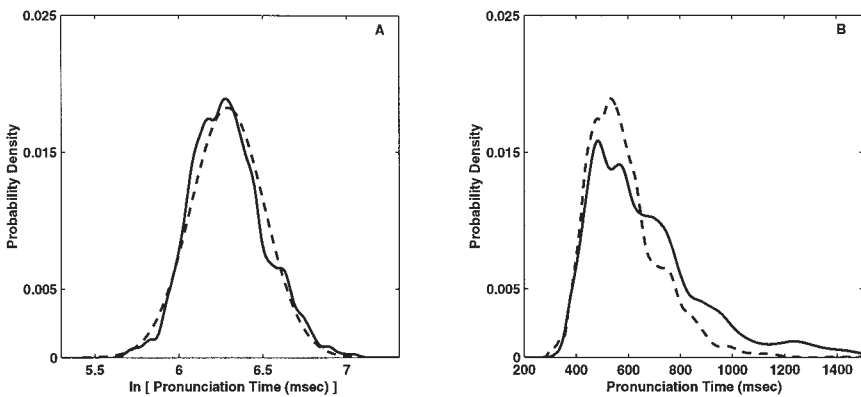 A
0.025
0.015
0.005
0
Probability Density
5.5 6 6.5 7
ln [ Pronunciation Time (msec) ]
B
0.025
0.015
0.005
0
Probability Density
200 400 600 800 1000 1200 1400
Pronunciation Time (msec)